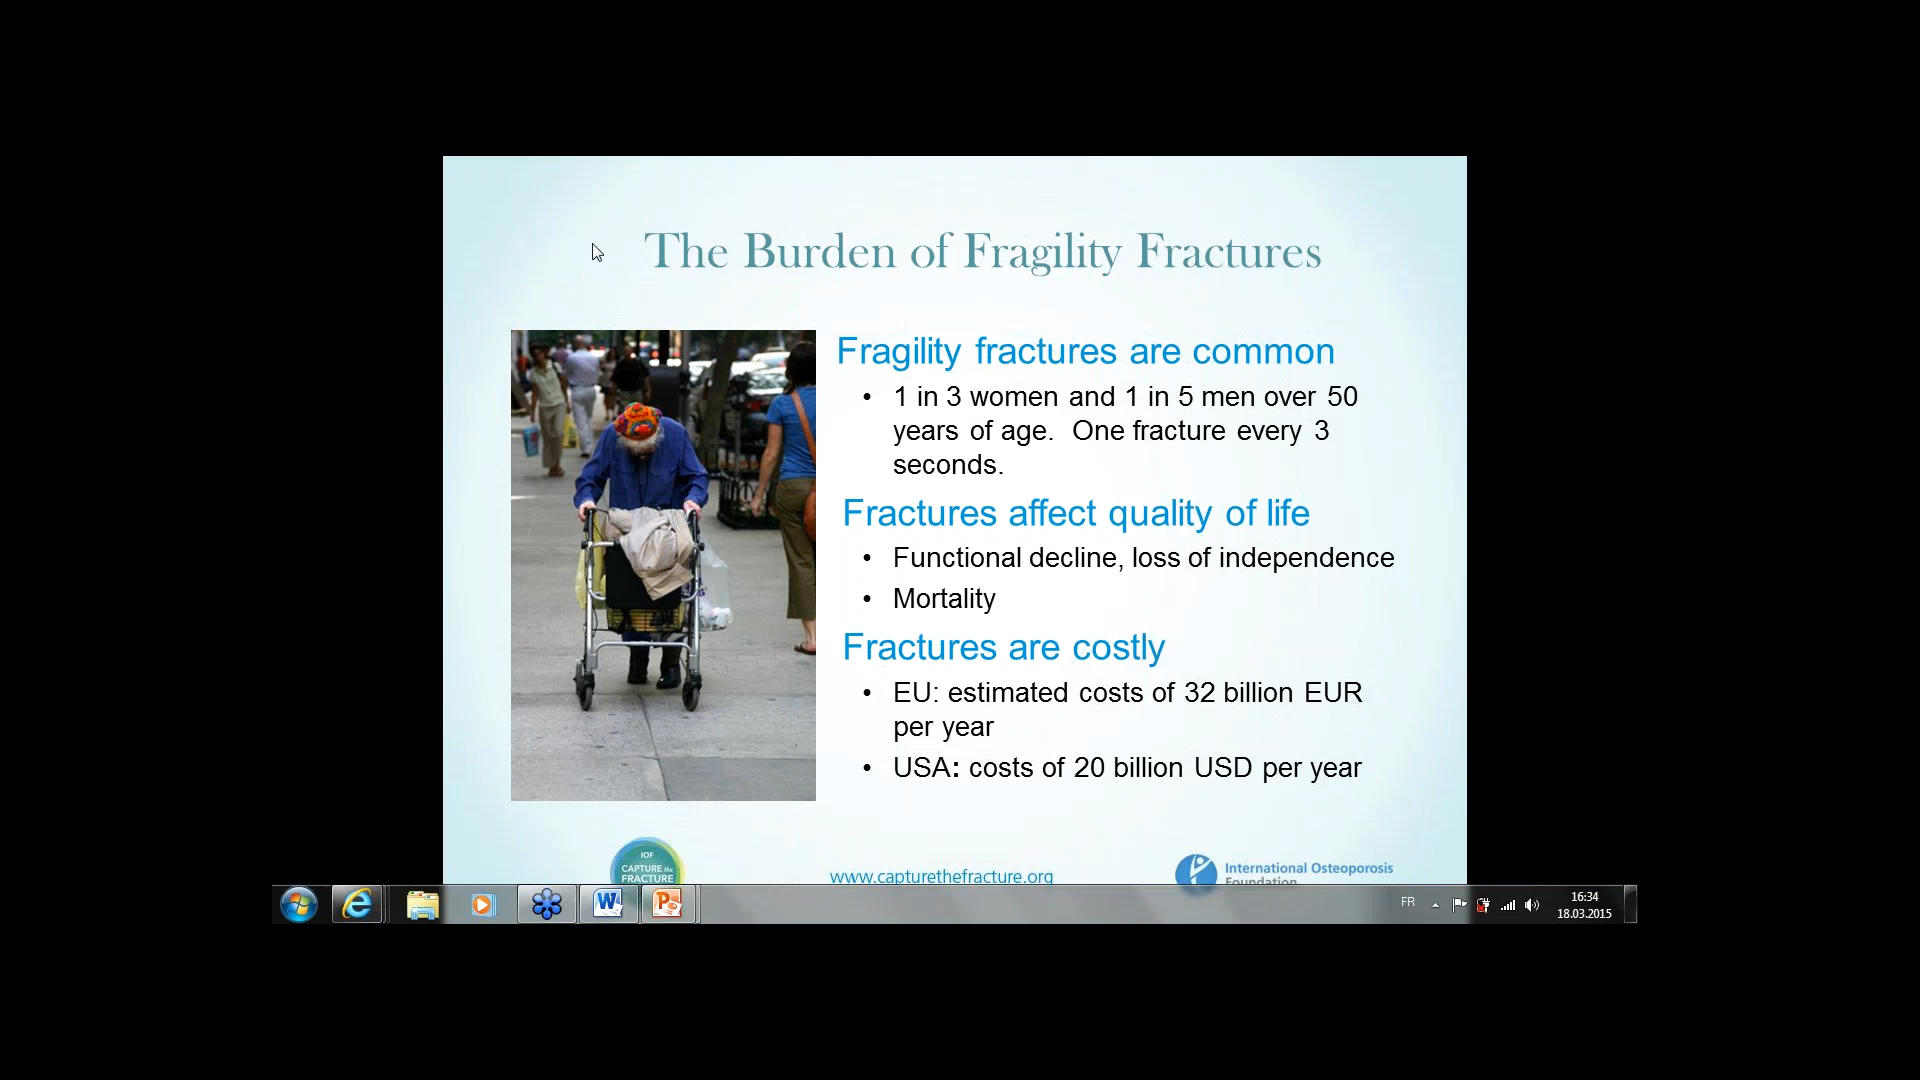 The Burden of Fragility Fractures
Fragility fractures are common
• 1 in 3 women and 1 in 5 men over 50
years of age. One fracture every 3
seconds.
Fractures affect quality of life
• Functional decline, loss of independence
• Mortality
Fractures are costly
• EU: estimated costs of 32 billion EUR
per year
• USA: costs of 20 billion USD per year
IOF
CAPTURE the
FRACTURE
www.capturethefracture.org
International Osteoporosis
Foundation
FR
16:34
18.03.2015